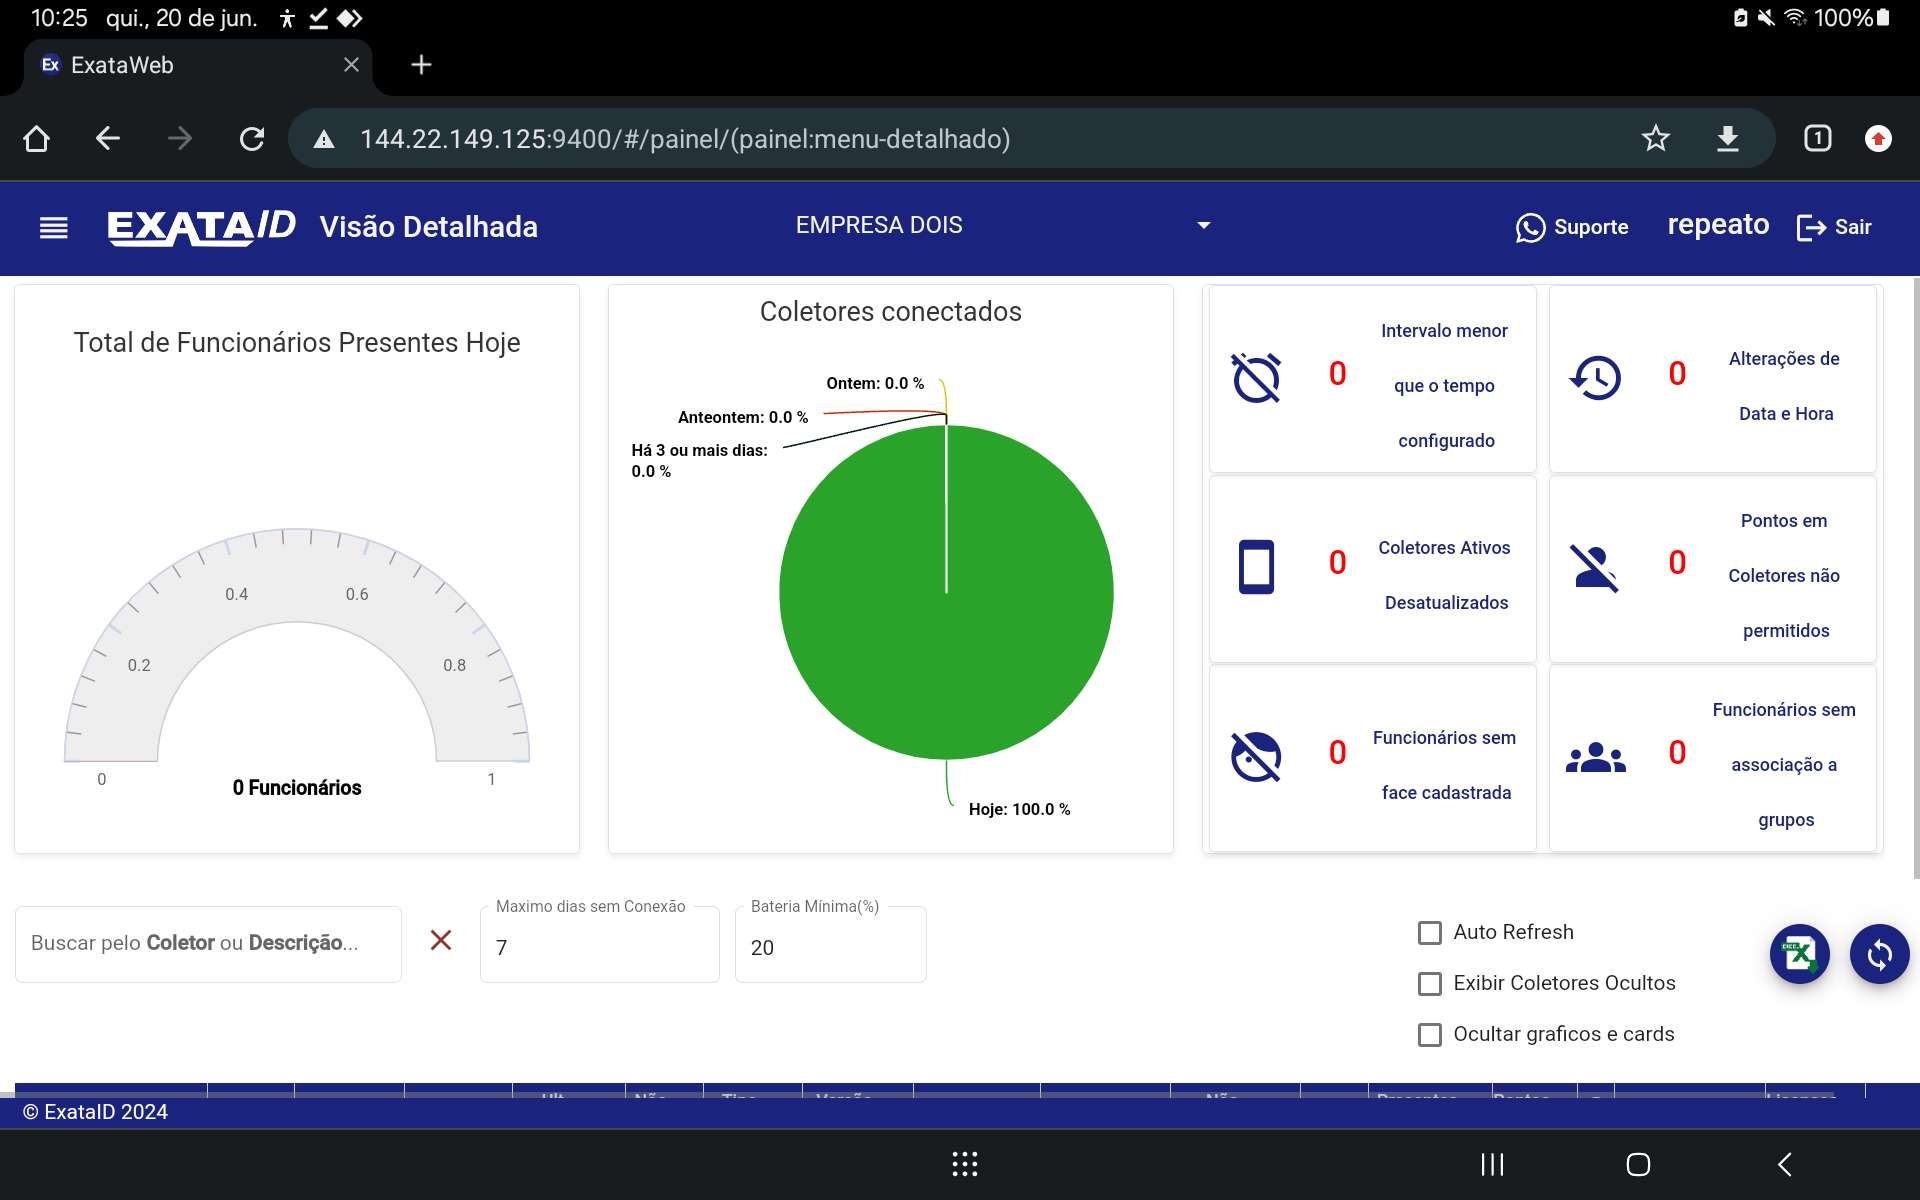 10:25 qui., 20 de jun.
100%
Ex ExataWeb
144.22.149.125:9400/#/painel/(painel:menu-detalhado)
1
EXATAID Visão Detalhada
EMPRESA DOIS
Suporte
repeato
Sair
Total de Funcionários Presentes Hoje
0
0.2
0.4
0.6
0.8
1
0 Funcionários
Coletores conectados
Ontem: 0.0 %
Anteontem: 0.0 %
Há 3 ou mais dias:
0.0 %
Hoje: 100.0 %
0
Intervalo menor
que o tempo
configurado
0
Alterações de
Data e Hora
0
Coletores Ativos
Desatualizados
0
Pontos em
Coletores não
permitidos
0
Funcionários sem
face cadastrada
0
Funcionários sem
associação a
grupos
Buscar pelo Coletor ou Descrição...
Maximo dias sem Conexão
7
Bateria Mínima(%)
20
Auto Refresh
Exibir Coletores Ocultos
Ocultar graficos e cards
© ExataID 2024